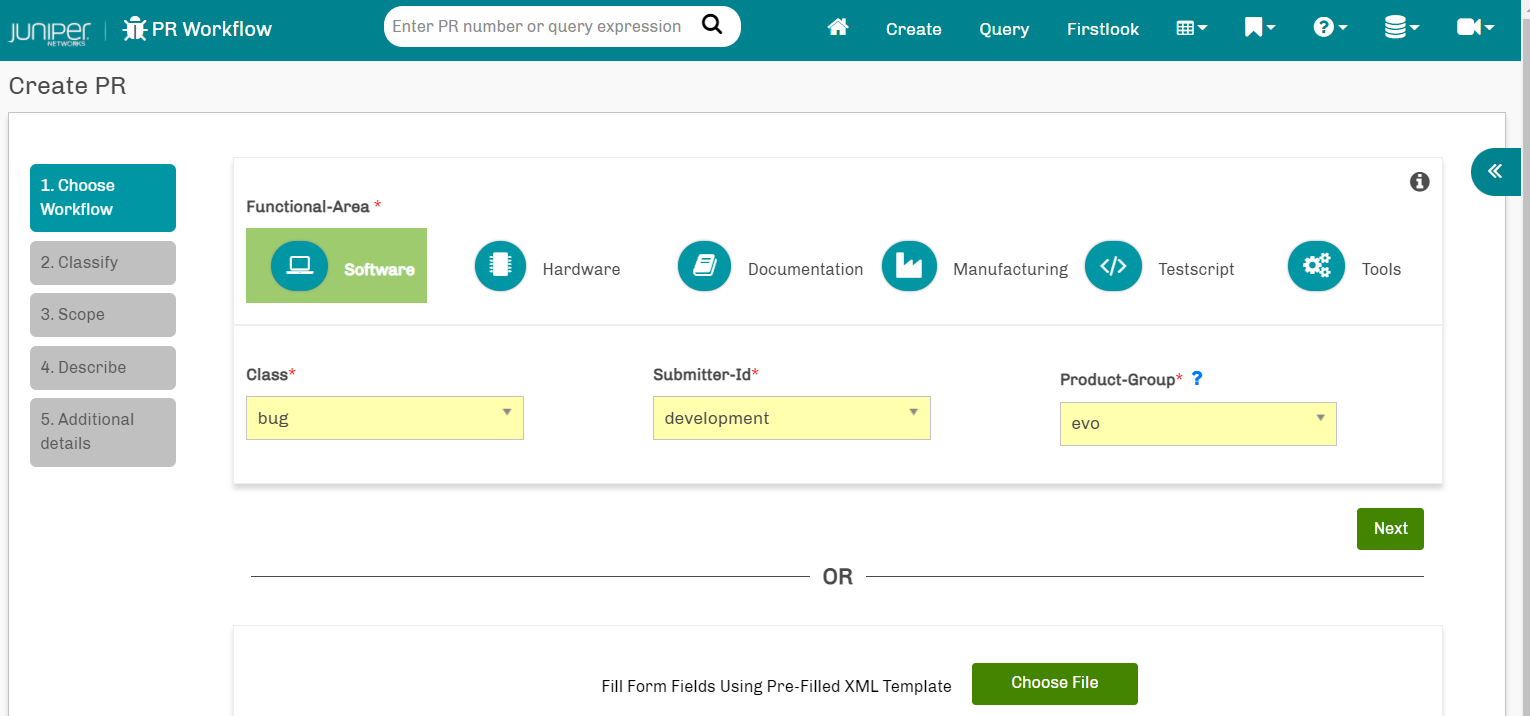 JUNIPER
NETWORKS
PR Workflow
Enter PR number or query expression
Create
Query
Firstlook
Create PR
1. Choose
Workflow
2. Classify
3. Scope
4. Describe
5. Additional
details
Functional-Area *
Software
Hardware
Documentation
Manufacturing
Testscript
Tools
Class*
Submitter-Id*
Product-Group* ?
bug
development
evo
Next
OR
Fill Form Fields Using Pre-Filled XML Template
Choose File